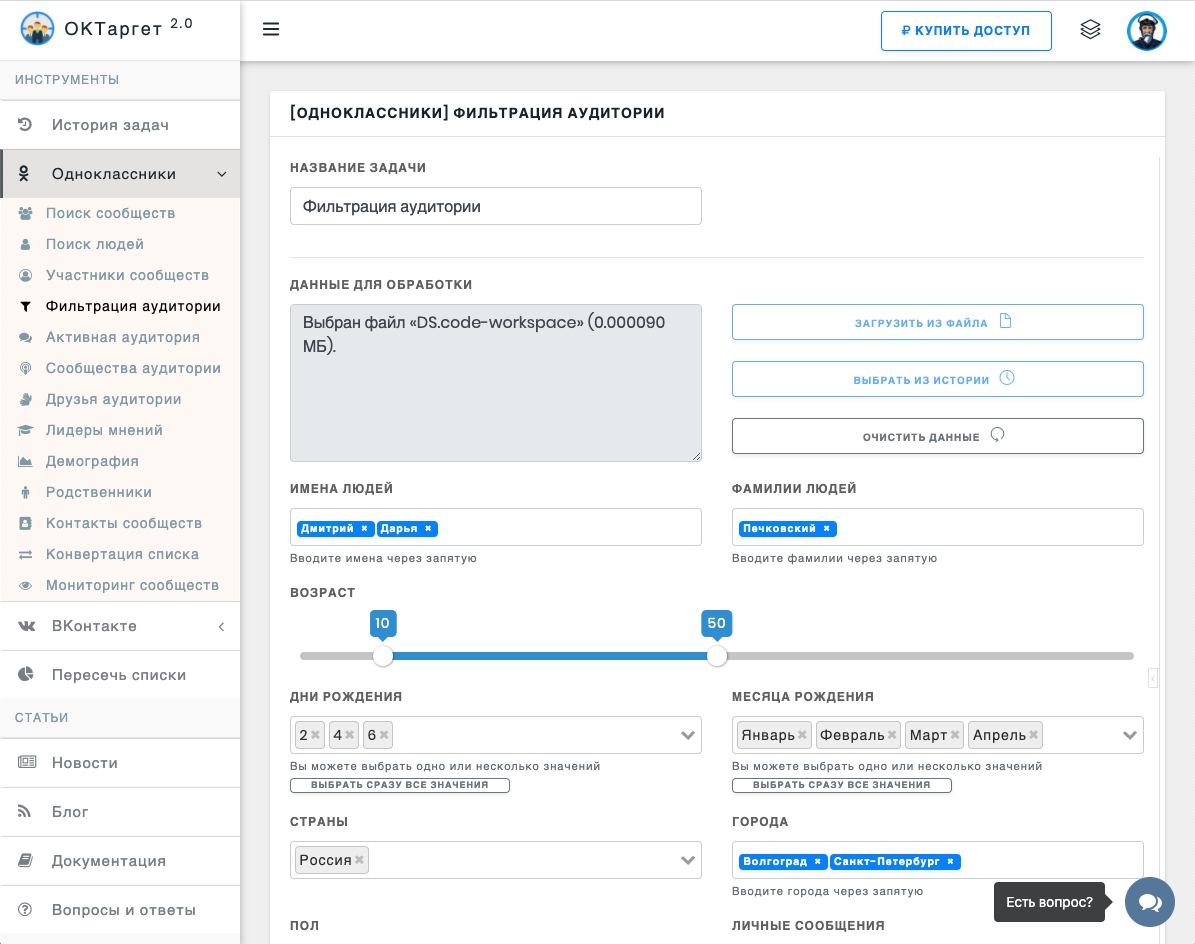 ОКТаргет 2.0
₽ КУПИТЬ ДОСТУП
ИНСТРУМЕНТЫ
История задач
Одноклассники
Поиск сообществ
Поиск людей
Участники сообществ
Фильтрация аудитории
Активная аудитория
Сообщества аудитории
Друзья аудитории
Лидеры мнений
Демография
Родственники
Контакты сообществ
Конвертация списка
Мониторинг сообществ
ВКонтакте
Пересечь списки
СТАТЬИ
Новости
Блог
Документация
Вопросы и ответы
[ОДНОКЛАССНИКИ] ФИЛЬТРАЦИЯ АУДИТОРИИ
НАЗВАНИЕ ЗАДАЧИ
Фильтрация аудитории
ДАННЫЕ ДЛЯ ОБРАБОТКИ
Выбран файл «DS.code-workspace» (0.000090
МБ).
ЗАГРУЗИТЬ ИЗ ФАЙЛА
ВЫБРАТЬ ИЗ ИСТОРИИ
ОЧИСТИТЬ ДАННЫЕ
ИМЕНА ЛЮДЕЙ
Дмитрий × Дарья ×
Вводите имена через запятую
ФАМИЛИИ ЛЮДЕЙ
Печковский ×
Вводите фамилии через запятую
ВОЗРАСТ
10 50
ДНИ РОЖДЕНИЯ
2× 4× 6×
Вы можете выбрать одно или несколько значений
ВЫБРАТЬ СРАЗУ ВСЕ ЗНАЧЕНИЯ
МЕСЯЦА РОЖДЕНИЯ
Январь× Февраль× Март× Апрель×
Вы можете выбрать одно или несколько значений
ВЫБРАТЬ СРАЗУ ВСЕ ЗНАЧЕНИЯ
СТРАНЫ
Россия×
ГОРОДА
Волгоград × Санкт-Петербург ×
Вводите города через запятую
ПОЛ
ЛИЧНЫЕ СООБЩЕНИЯ
Есть вопрос?